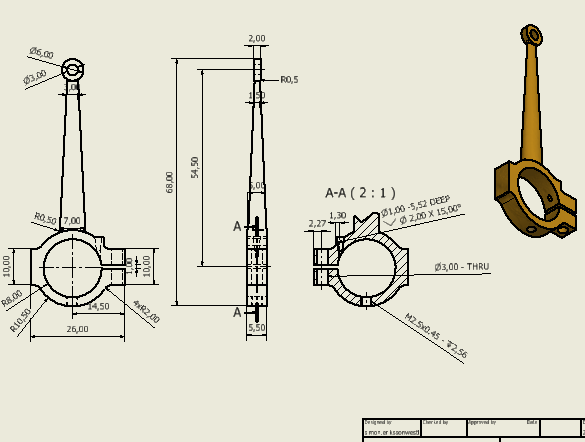 Ø6,00
Ø3,00
3,00
R0,50
7,00
10,00
1,00
10,00
R8,00
R10,50
14,50
4xR2,00
26,00
2,00
R0,5
1,50
68,00
54,50
5,00
A
A
5,50
A-A ( 2 : 1 )
Ø1,00 -5,52 DEEP
Ø 2,00 X 15,00°
1,30
2,27
Ø3,00 - THRU
M2.5x0.45 - ↧2,56
Designed by
Checked by
Approved by
Date
Date